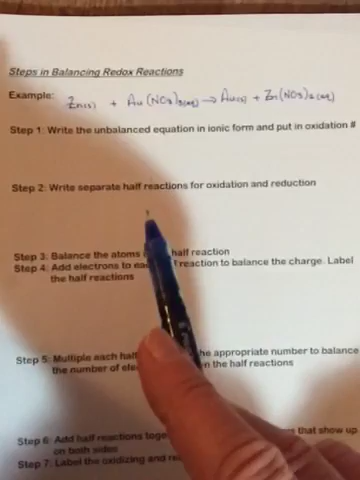 Steps in Balancing Redox Reactions
Example: Zn(s) + Au(NO3)3(aq) → Au(s) + Zn(NO3)2(aq)
Step 1: Write the unbalanced equation in ionic form and put in oxidation #
Step 2: Write separate half reactions for oxidation and reduction
Step 3: Balance the atoms half reaction
Step 4: Add electrons to reaction to balance the charge. Label
the half reactions
Step 5: Multiple each half appropriate number to balance
the number of the half reactions
Step 6: Add half reactions that show up
on both sides
Step 7: Label the oxidizing and